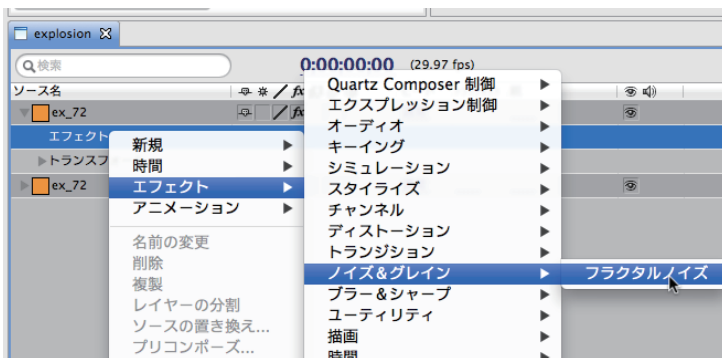 explosion
検索
0:00:00:00 (29.97 fps)
ソース名
ex_72
エフェクト
トランスフ
ex_72
新規
時間
エフェクト
アニメーション
名前の変更
削除
複製
レイヤーの分割
ソースの置き換え...
プリコンポーズ...
Quartz Composer 制御
エクスプレッション制御
オーディオ
キーイング
シミュレーション
スタイライズ
チャンネル
ディストーション
トランジション
ノイズ&グレイン
ブラー&シャープ
ユーティリティ
描画
時間
フラクタルノイズ